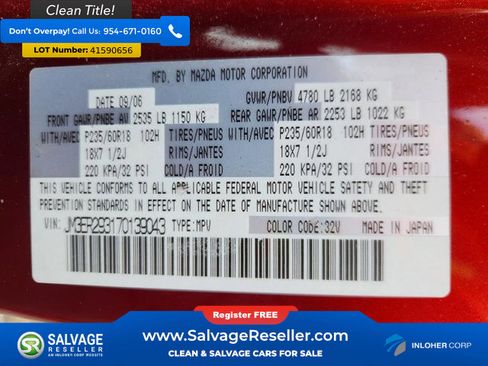 Clean Title!
Don't Overpay! Call Us: 954-671-0160
LOT Number: 41590656
MFD. BY MAZDA MOTOR CORPORATION
DATE 09/06 GVWR/PNBV 4780 LB 2168 KG
FRONT GAWR/PNBE AV 2535 LB 1150 KG REAR GAWR/PNBE AR 2253 LB 1022 KG
WITH/AVEC P235/60R18 102H TIRES/PNEUS WITH/AVEC P235/60R18 102H TIRES/PNEUS
18X7 1/2J RIMS/JANTES 18X7 1/2J RIMS/JANTES
220 KPA/32 PSI COLD/A FROID 220 KPA/32 PSI COLD/A FROID
THIS VEHICLE CONFORMS TO ALL APPLICABLE FEDERAL MOTOR VEHICLE SAFETY AND THEFT
PREVENTION STANDARDS IN EFFECT ON THE DATE OF MANUFACTURE SHOWN ABOVE.
VIN: JM3ER293170139043 TYPE: MPV COLOR CODE: 32V MADE IN JAPAN
Register FREE
SALVAGE RESELLER
AN INLOHER CORP WEBSITE
www.SalvageReseller.com
CLEAN & SALVAGE CARS FOR SALE
INLOHER CORP